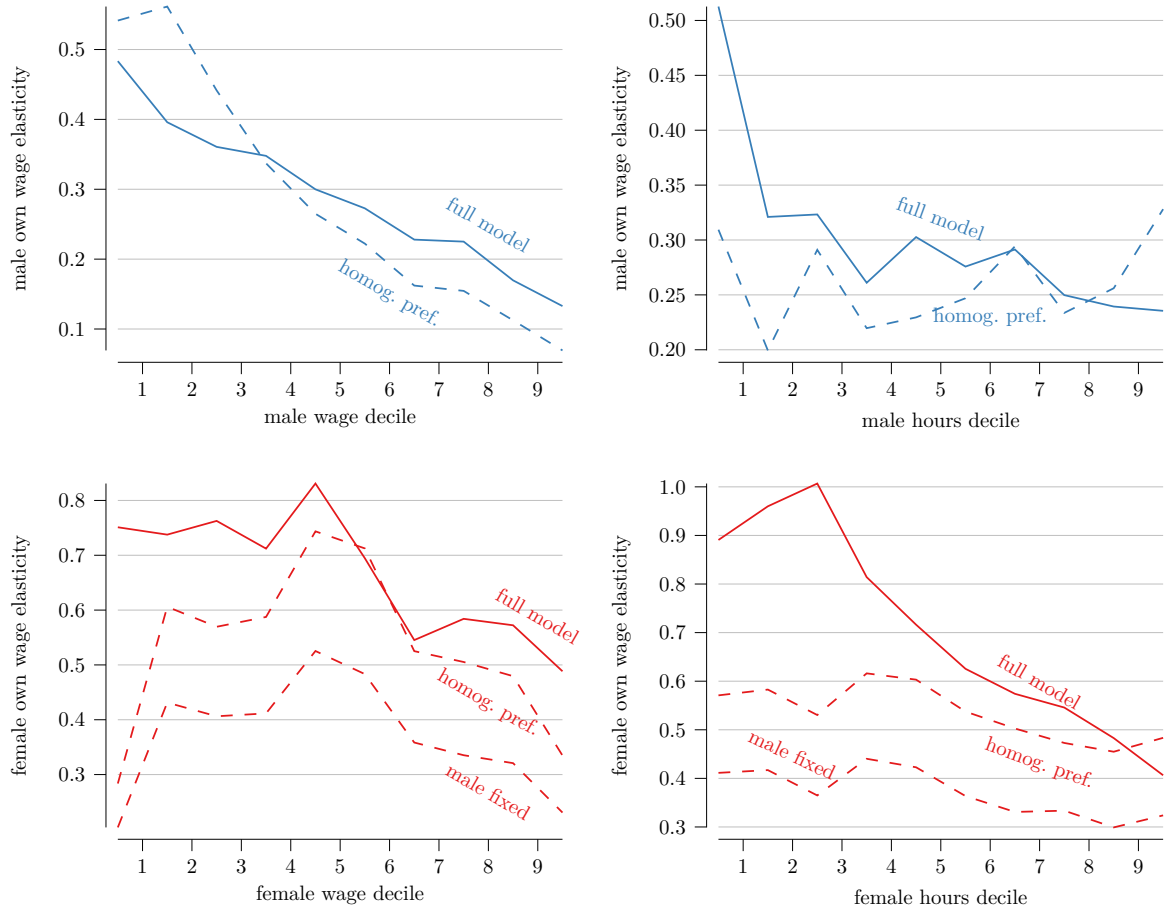 male own wage elasticity
0.5
0.4
0.3
0.2
0.1
full model
homog. pref.
1 2 3 4 5 6 7 8 9
male wage decile
male own wage elasticity
0.50
0.45
0.40
0.35
0.30
0.25
0.20
full model
homog. pref.
1 2 3 4 5 6 7 8 9
male hours decile
female own wage elasticity
0.8
0.7
0.6
0.5
0.4
0.3
full model
homog. pref.
male fixed
1 2 3 4 5 6 7 8 9
female wage decile
female own wage elasticity
1.0
0.9
0.8
0.7
0.6
0.5
0.4
0.3
full model
homog. pref.
male fixed
1 2 3 4 5 6 7 8 9
female hours decile